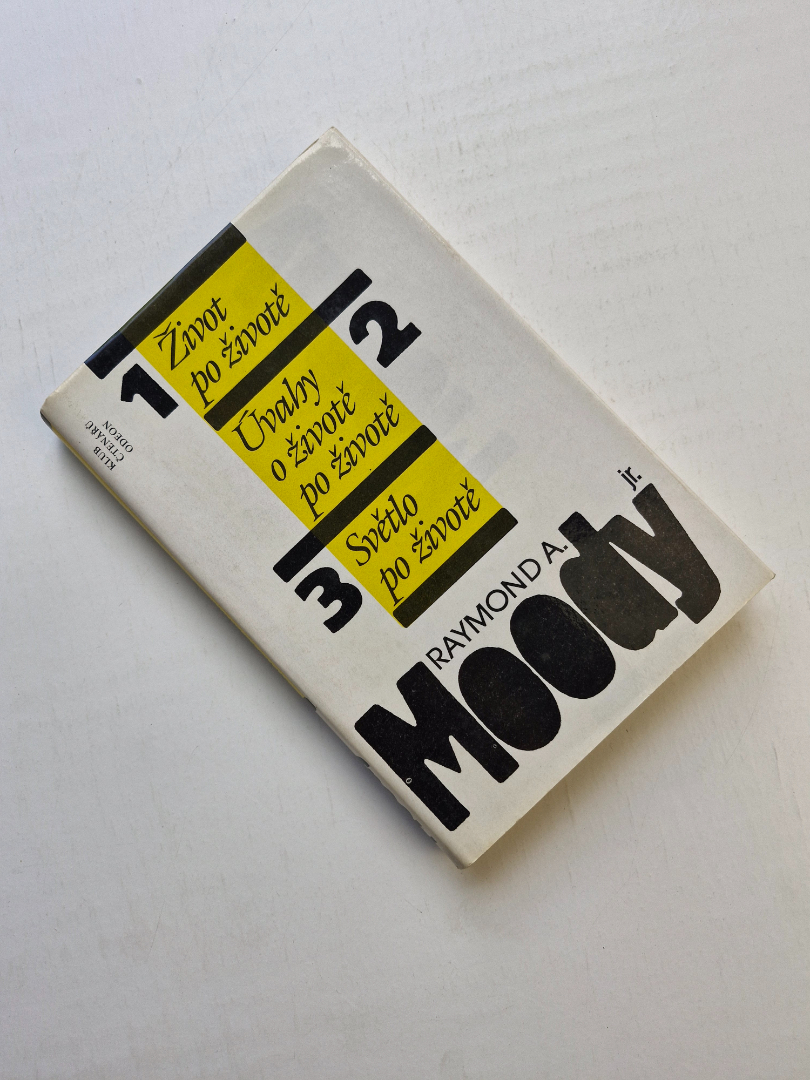 1
Život
po životě
2
Úvahy
o životě
po životě
3
Světlo
po životě
KLUB
ČTENÁŘŮ
ODEON
RAYMOND A.
Moody
jr.